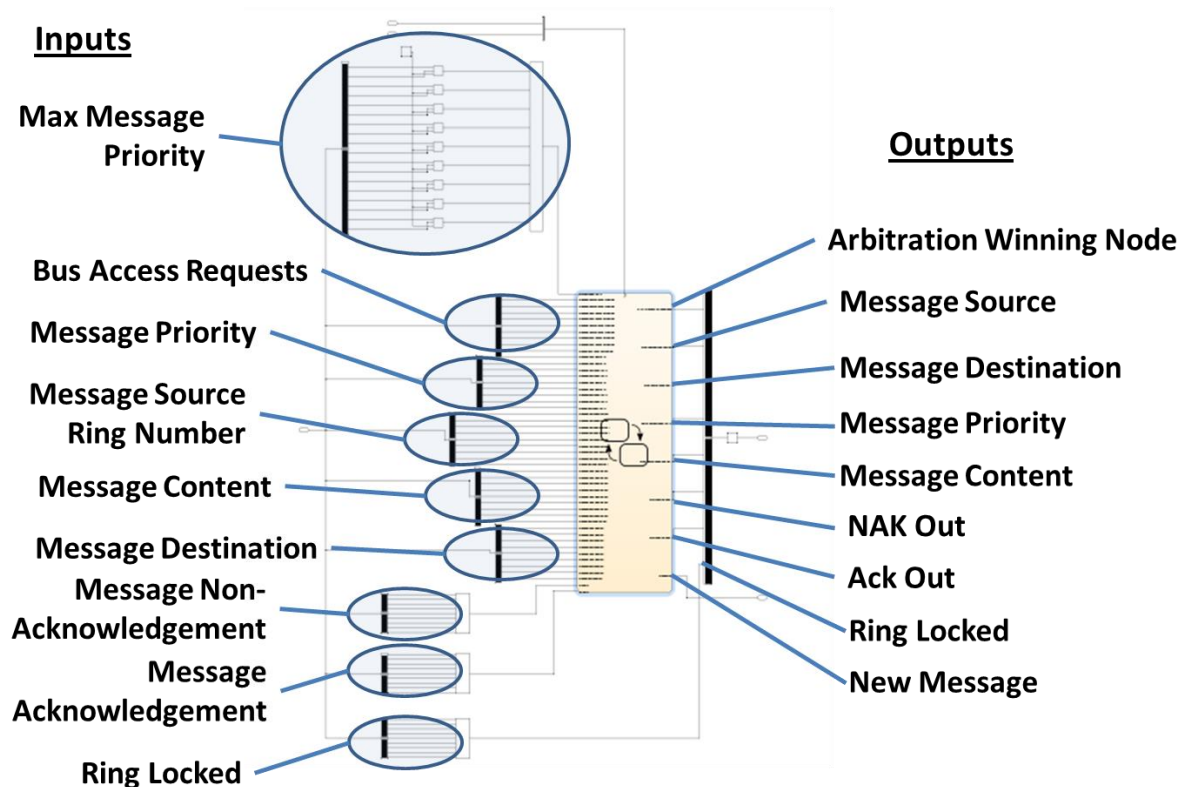 Inputs
Max Message
Priority
Bus Access Requests
Message Priority
Message Source
Ring Number
Message Content
Message Destination
Message Non-
Acknowledgement
Message
Acknowledgement
Ring Locked
Outputs
Arbitration Winning Node
Message Source
Message Destination
Message Priority
Message Content
NAK Out
Ack Out
Ring Locked
New Message